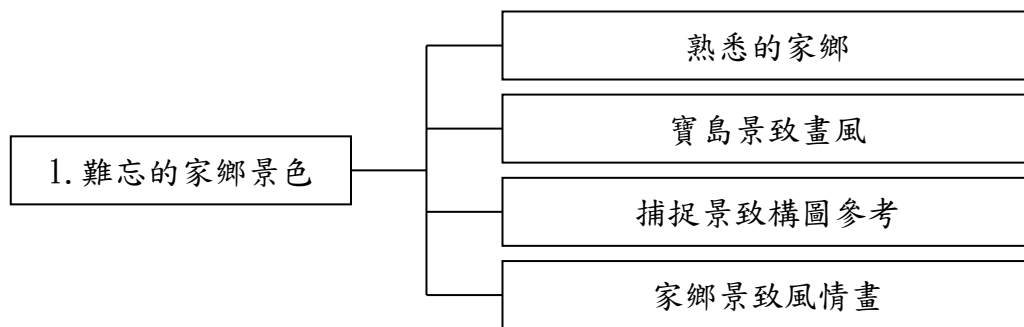 熟悉的家鄉
寶島景致畫風
1.難忘的家鄉景色
捕捉景致構圖參考
家鄉景致風情畫